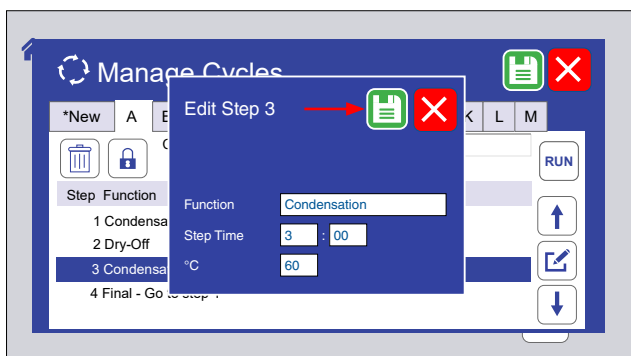 Manage Cycles
Edit Step 3
*New A K L M
RUN
Step Function
Function Condensation
1 Condensa
Step Time 3 : 00
2 Dry-Off
°C 60
3 Condensa
4 Final - Go to step